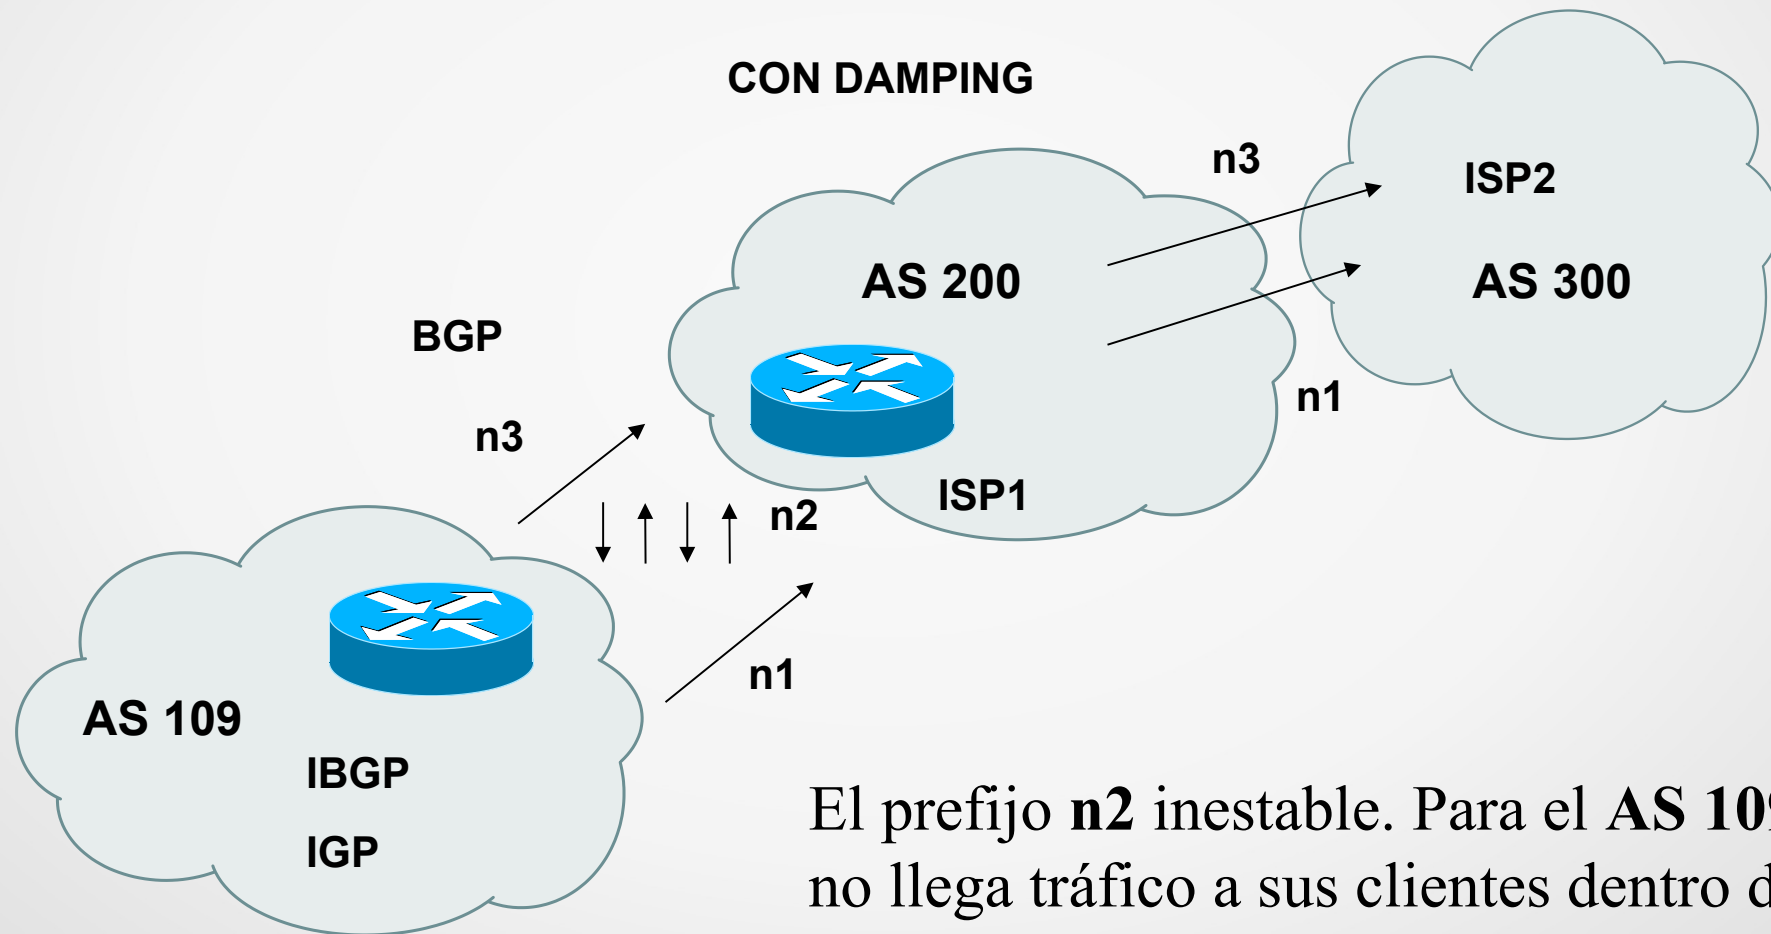 CON DAMPING
n3
ISP2
AS 200
AS 300
BGP
n1
n3
ISP1
n2
n1
AS 109
IBGP
IGP
El prefijo n2 inestable. Para el AS 109
no llega tráfico a sus clientes dentro d